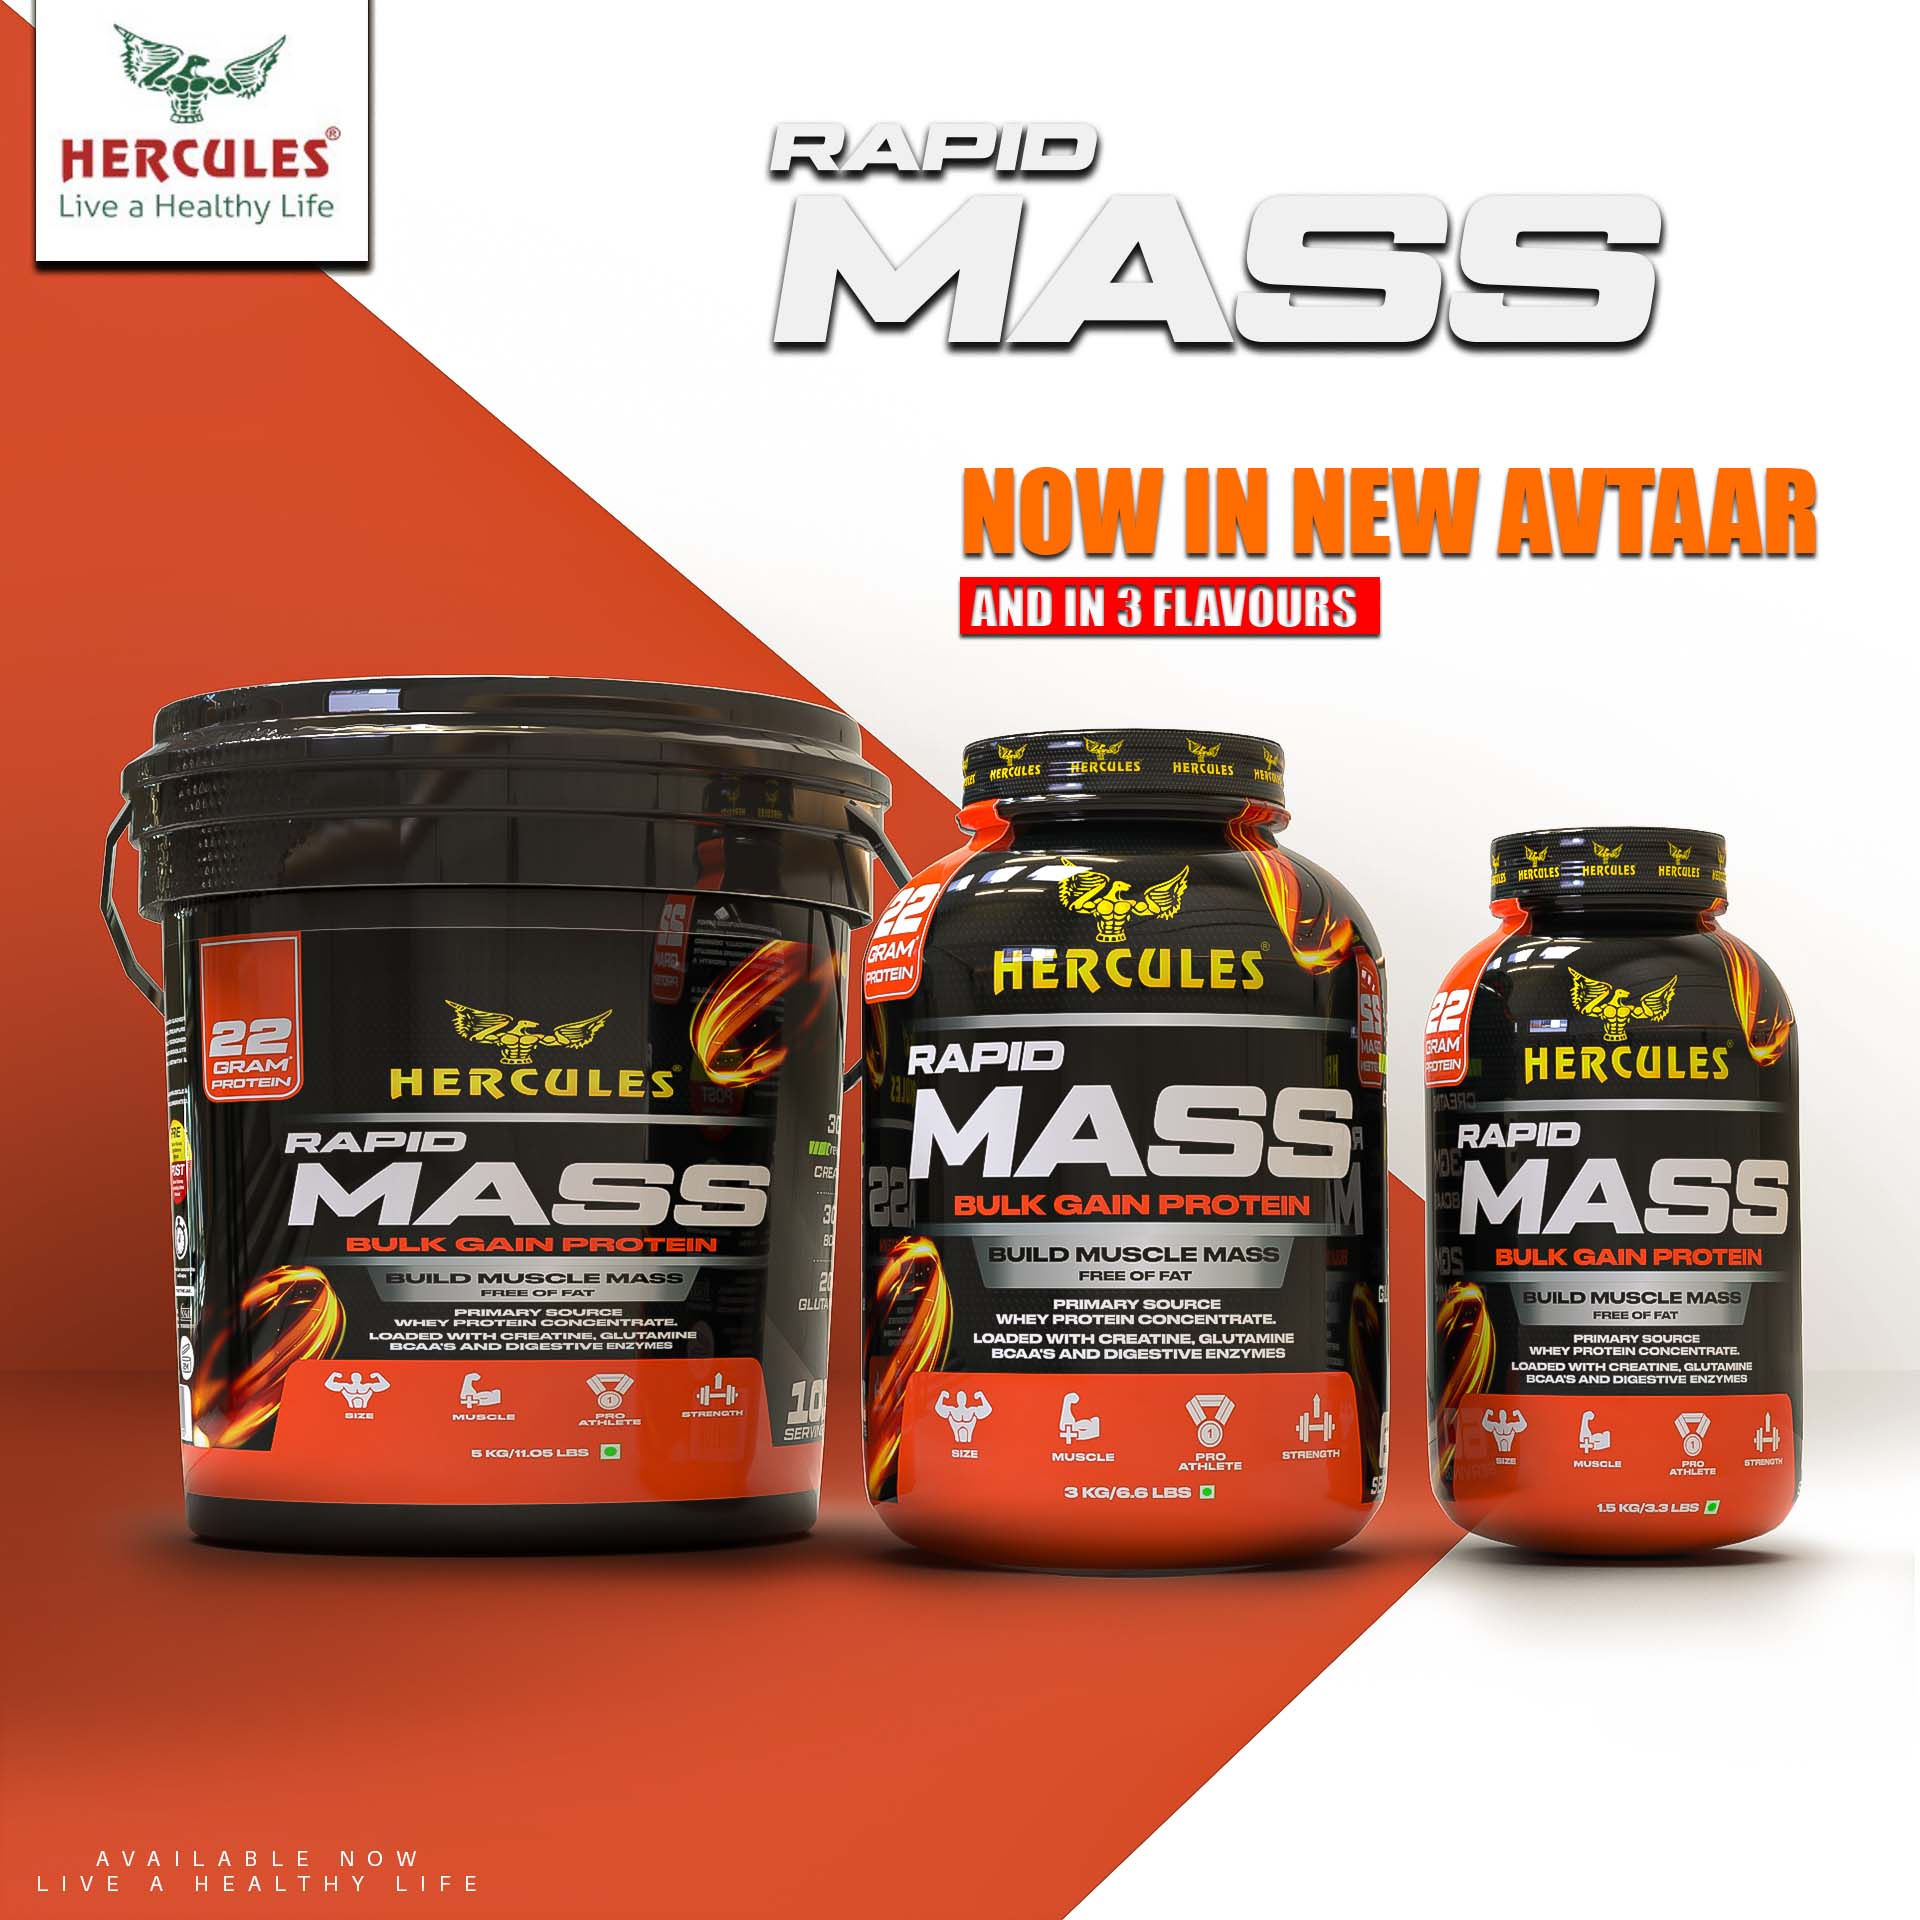 HERCULES®
Live a Healthy Life
RAPID
MASS
NOW IN NEW AVTAAR
AND IN 3 FLAVOURS
22
GRAM*
PROTEIN
HERCULES®
RAPID
MASS
BULK GAIN PROTEIN
BUILD MUSCLE MASS
FREE OF FAT
PRIMARY SOURCE
WHEY PROTEIN CONCENTRATE.
LOADED WITH CREATINE, GLUTAMINE
BCAA'S AND DIGESTIVE ENZYMES
SIZE MUSCLE PRO ATHLETE STRENGTH
5 KG/11.05 LBS
HERCULES HERCULES HERCULES
22
GRAM*
PROTEIN
HERCULES®
RAPID
MASS
BULK GAIN PROTEIN
BUILD MUSCLE MASS
FREE OF FAT
PRIMARY SOURCE
WHEY PROTEIN CONCENTRATE.
LOADED WITH CREATINE, GLUTAMINE
BCAA'S AND DIGESTIVE ENZYMES
SIZE MUSCLE PRO ATHLETE STRENGTH
3 KG/6.6 LBS
HERCULES HERCULES HERCULES
22
GRAM*
PROTEIN
HERCULES®
RAPID
MASS
BULK GAIN PROTEIN
BUILD MUSCLE MASS
FREE OF FAT
PRIMARY SOURCE
WHEY PROTEIN CONCENTRATE.
LOADED WITH CREATINE, GLUTAMINE
BCAA'S AND DIGESTIVE ENZYMES
SIZE MUSCLE PRO ATHLETE STRENGTH
1.5 KG/3.3 LBS
AVAILABLE NOW
LIVE A HEALTHY LIFE